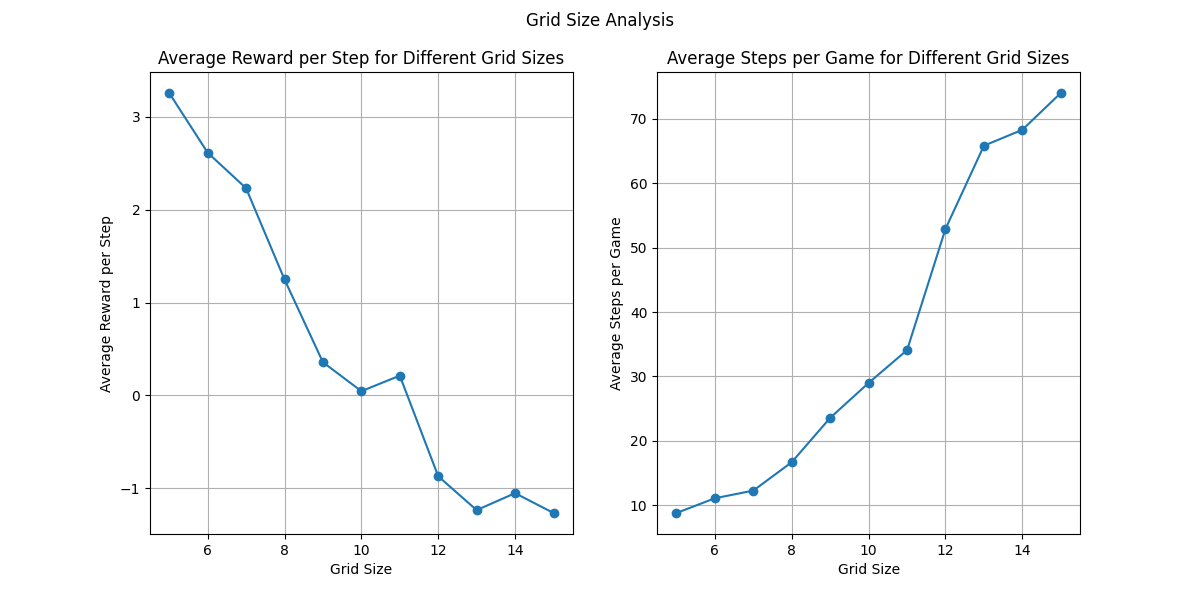 Grid Size Analysis
Average Reward per Step for Different Grid Sizes
Average Reward per Step
3
2
1
0
−1
6 8 10 12 14
Grid Size
Average Steps per Game for Different Grid Sizes
Average Steps per Game
70
60
50
40
30
20
10
6 8 10 12 14
Grid Size